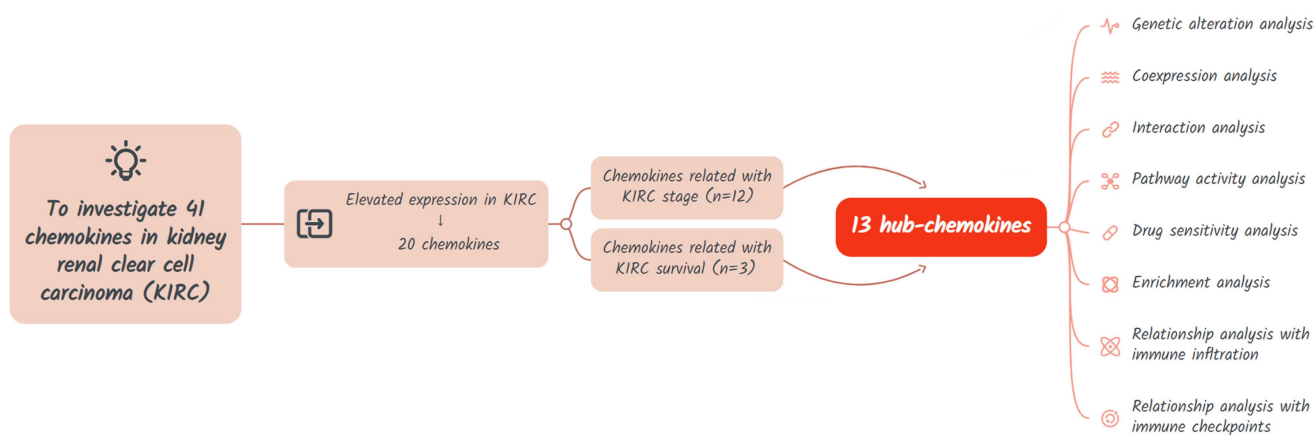 To investigate 41
chemokines in kidney
renal clear cell
carcinoma (KIRC)
Elevated expression in KIRC
↓
20 chemokines
Chemokines related with
KIRC stage (n=12)
Chemokines related with
KIRC survival (n=3)
13 hub-chemokines
Genetic alteration analysis
Coexpression analysis
Interaction analysis
Pathway activity analysis
Drug sensitivity analysis
Enrichment analysis
Relationship analysis with
immune infltration
Relationship analysis with
immune checkpoints